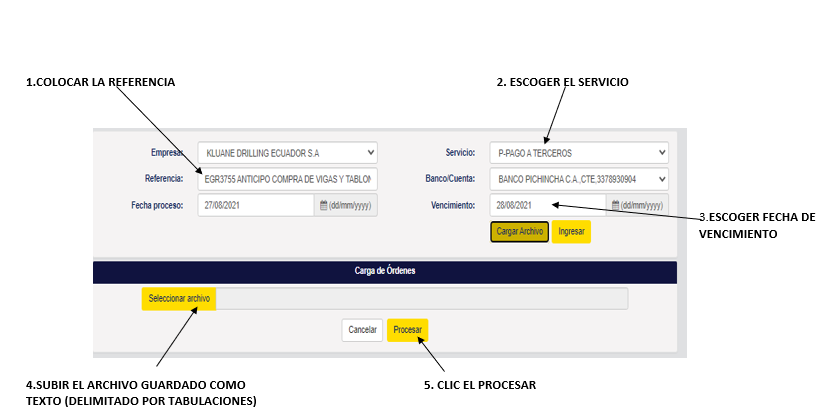 1.COLOCAR LA REFERENCIA
2. ESCOGER EL SERVICIO
Empresa: KLUANE DRILLING ECUADOR S.A
Servicio: P-PAGO A TERCEROS
Referencia: EGR3755 ANTICIPO COMPRA DE VIGAS Y TABLON
Banco/Cuenta: BANCO PICHINCHA C.A.,CTE,3378930904
Fecha proceso: 27/08/2021 (dd/mm/yyyy)
Vencimiento: 28/08/2021 (dd/mm/yyyy)
3.ESCOGER FECHA DE
VENCIMIENTO
Cargar Archivo Ingresar
Carga de Órdenes
Seleccionar archivo
Cancelar Procesar
4.SUBIR EL ARCHIVO GUARDADO COMO
TEXTO (DELIMITADO POR TABULACIONES)
5. CLIC EL PROCESAR